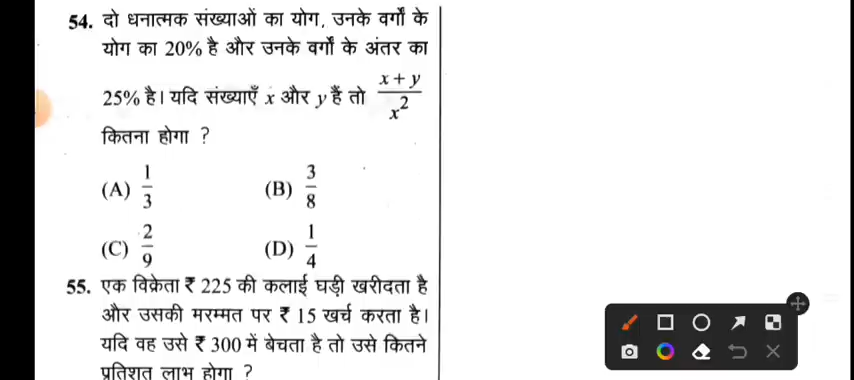 54. दो धनात्मक संख्याओं का योग, उनके वर्गों के
योग का 20% है और उनके वर्गों के अंतर का
25% है। यदि संख्याएँ x और y हैं तो (x + y)/x²
कितना होगा ?
(A) 1/3 (B) 3/8
(C) 2/9 (D) 1/4
55. एक विक्रेता ₹ 225 की कलाई घड़ी खरीदता है
और उसकी मरम्मत पर ₹ 15 खर्च करता है।
यदि वह उसे ₹ 300 में बेचता है तो उसे कितने
प्रतिशत लाभ होगा ?